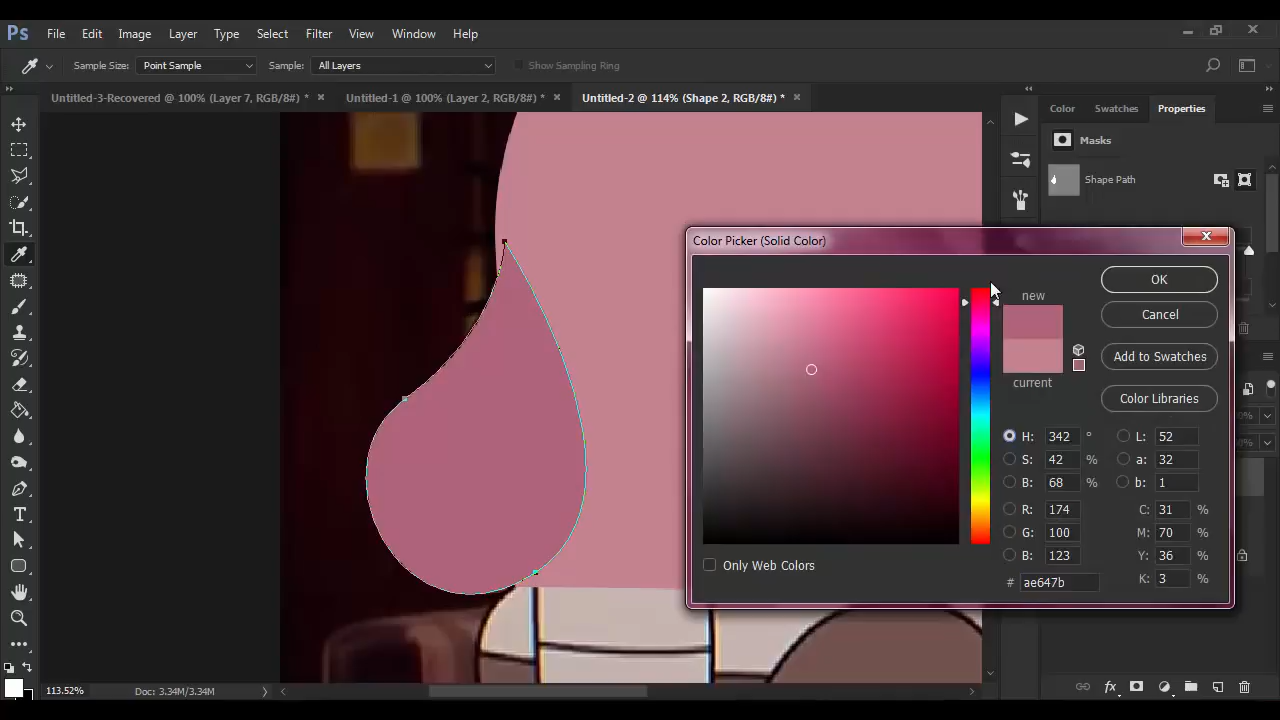 Ps File Edit Image Layer Type Select Filter View Window Help
Sample Size: Point Sample Sample: All Layers Show Sampling Ring
Untitled-3-Recovered @ 100% (Layer 7, RGB/8#) * × Untitled-1 @ 100% (Layer 2, RGB/8#) * × Untitled-2 @ 114% (Shape 2, RGB/8#) * ×
Color Swatches Properties
Masks
Shape Path
Color Picker (Solid Color)
new
current
OK
Cancel
Add to Swatches
Color Libraries
H: 342 ° L: 52
S: 42 % a: 32
B: 68 % b: 1
R: 174 C: 31 %
G: 100 M: 70 %
B: 123 Y: 36 %
# ae647b K: 3 %
Only Web Colors
113.52% Doc: 3.34M/3.34M
fx